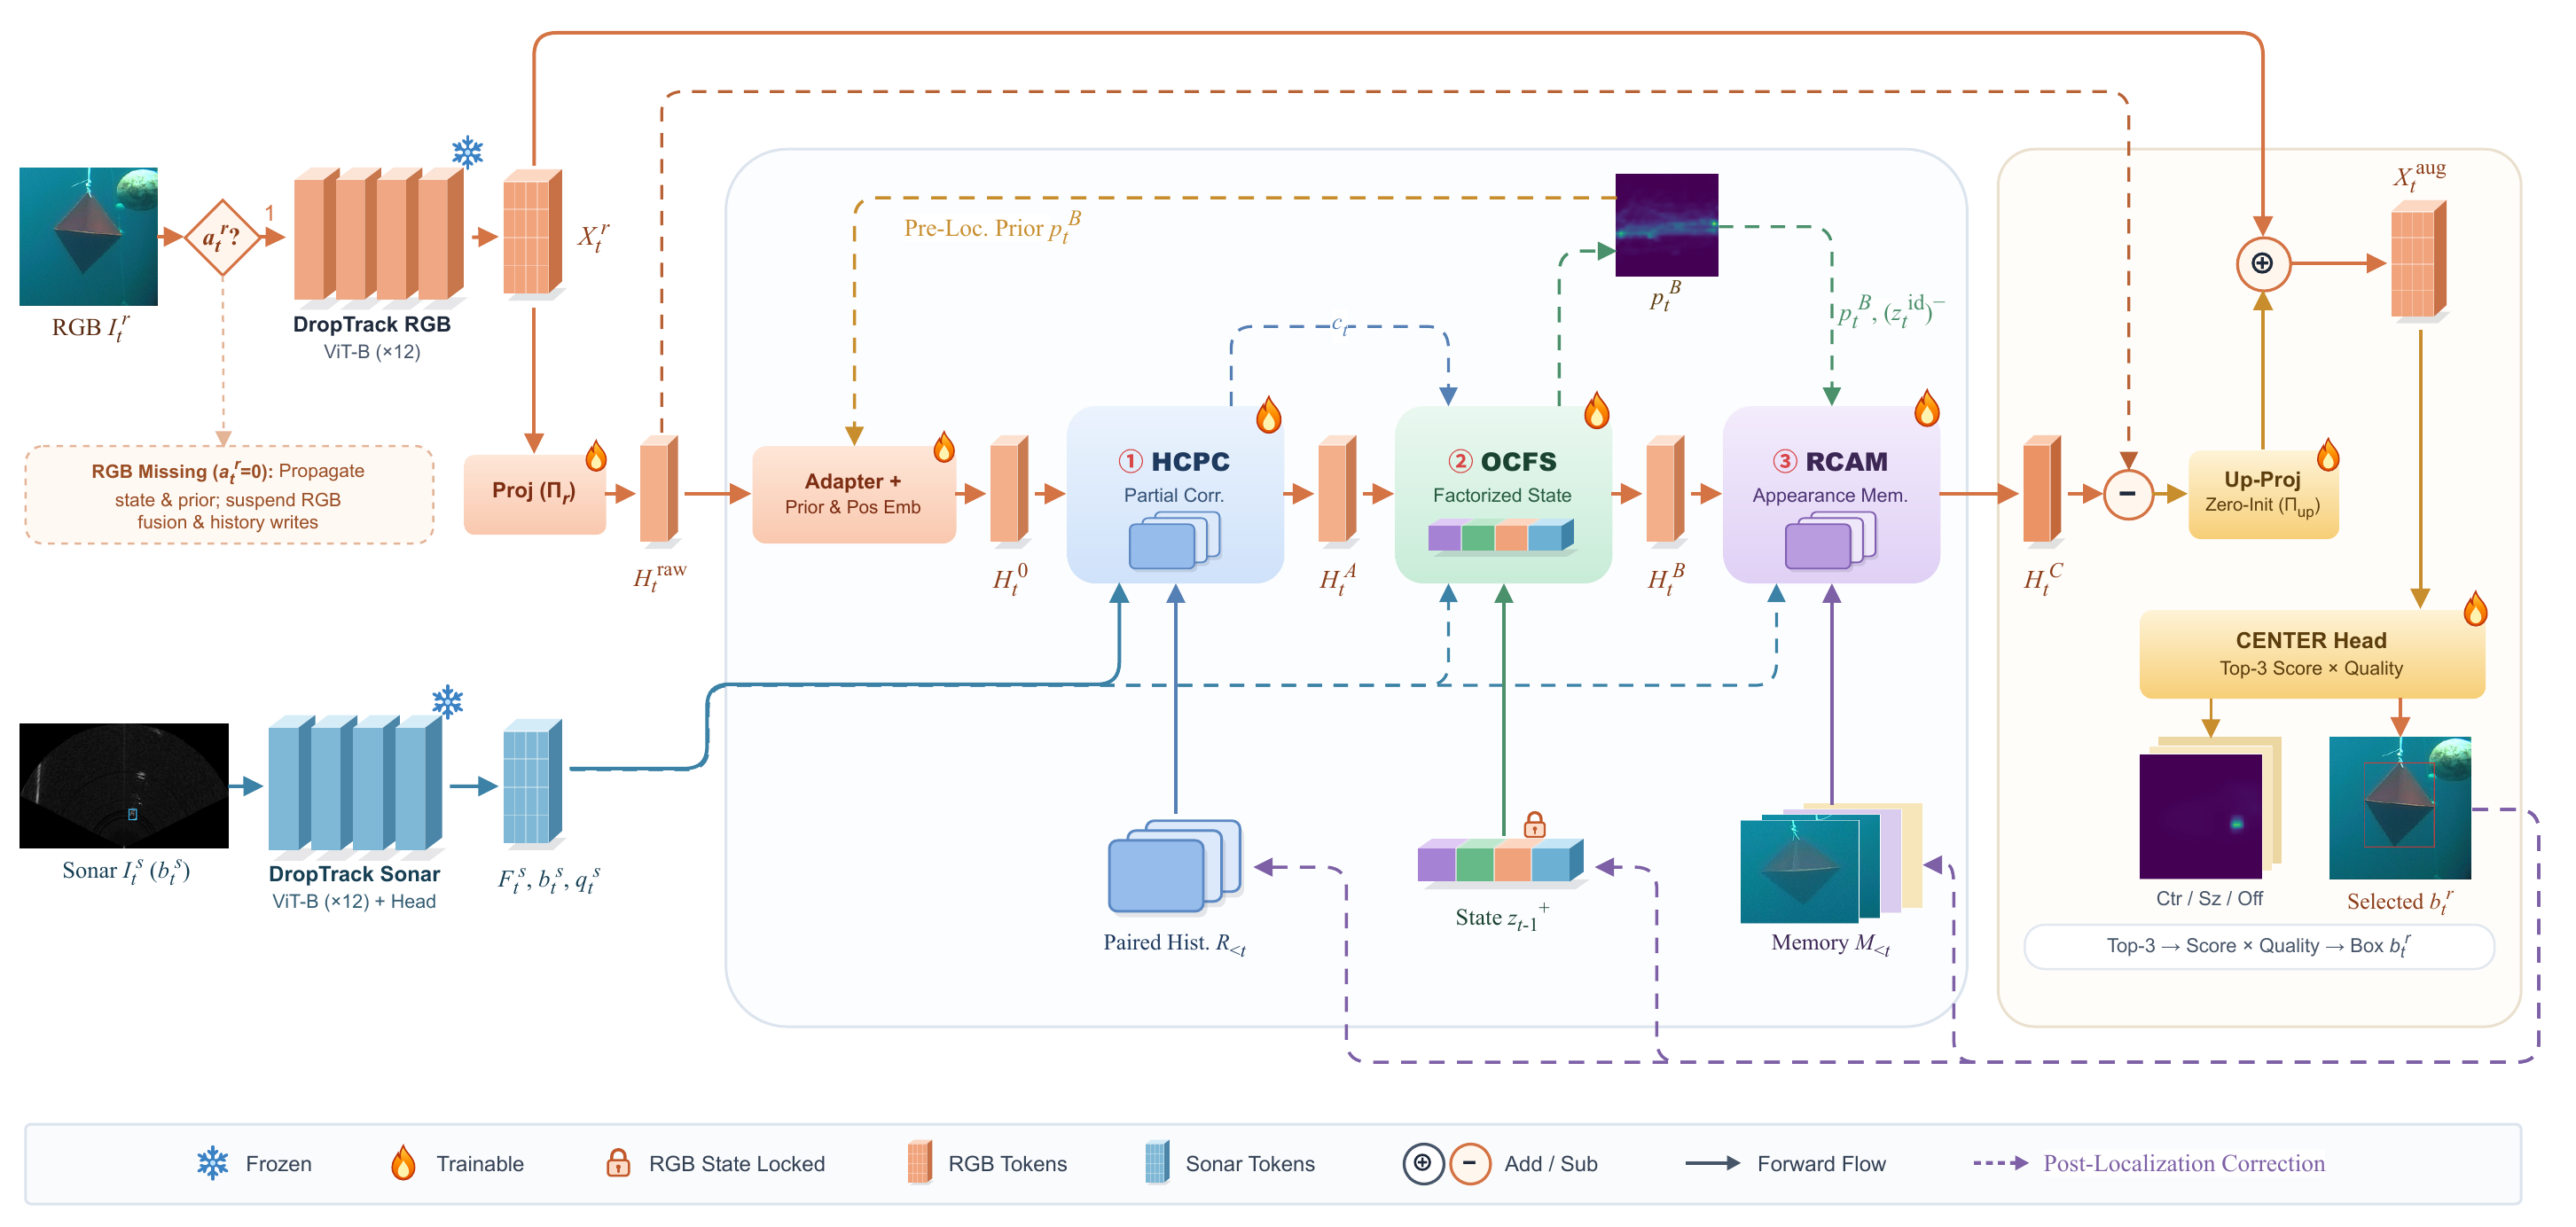 X_t^aug
1
a_t^r?
X_t^r
Pre-Loc. Prior p_t^B
p_t^B
p_t^B, (z_t^id)^−
c_t
RGB I_t^r
DropTrack RGB
ViT-B (×12)
RGB Missing (a_t^r=0): Propagate
state & prior; suspend RGB
fusion & history writes
Proj (Π_r)
H_t^raw
Adapter +
Prior & Pos Emb
H_t^0
① HCPC
Partial Corr.
H_t^A
② OCFS
Factorized State
H_t^B
③ RCAM
Appearance Mem.
H_t^C
Up-Proj
Zero-Init (Π_up)
CENTER Head
Top-3 Score × Quality
Sonar I_t^s (b_t^s)
DropTrack Sonar
ViT-B (×12) + Head
F_t^s, b_t^s, q_t^s
Paired Hist. R_<t
State z_t-1^+
Memory M_<t
Ctr / Sz / Off
Selected b_t^r
Top-3 → Score × Quality → Box b_t^r
Frozen
Trainable
RGB State Locked
RGB Tokens
Sonar Tokens
Add / Sub
Forward Flow
Post-Localization Correction